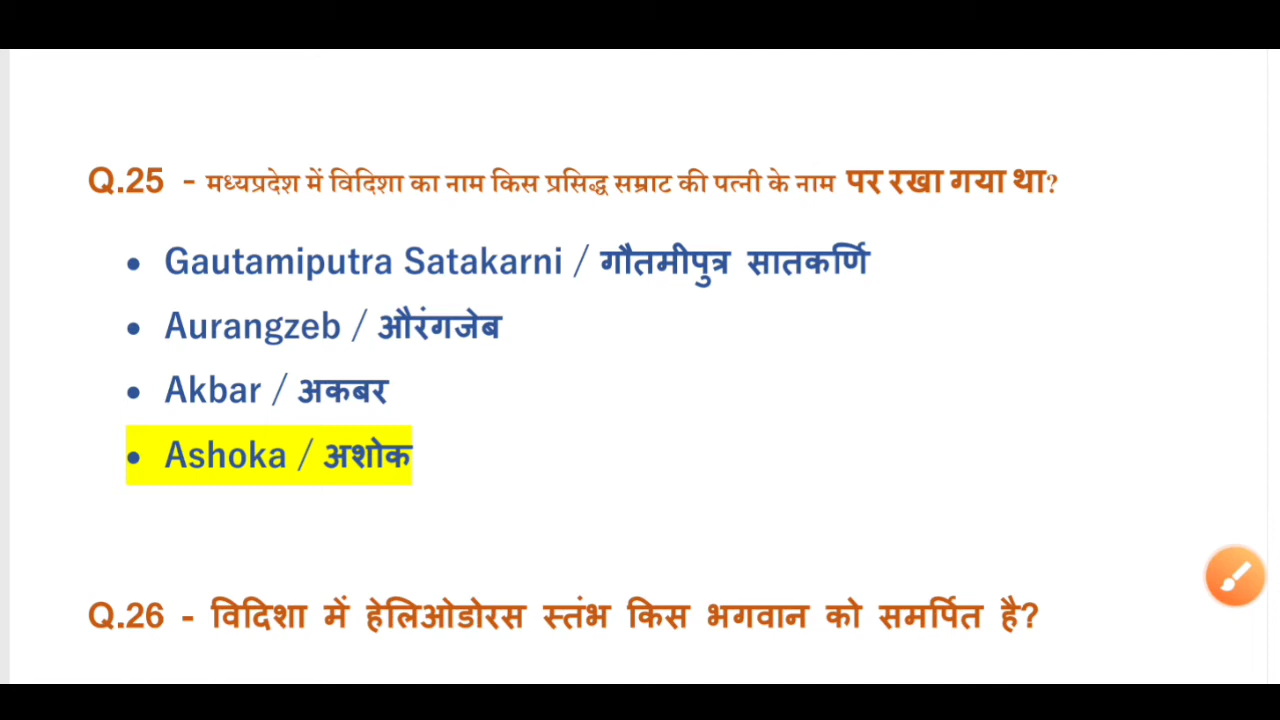 Q.25 - मध्यप्रदेश में विदिशा का नाम किस प्रसिद्ध सम्राट की पत्नी के नाम पर रखा गया था?
• Gautamiputra Satakarni / गौतमीपुत्र सातकर्णि
• Aurangzeb / औरंगजेब
• Akbar / अकबर
• Ashoka / अशोक
Q.26 - विदिशा में हेलिओडोरस स्तंभ किस भगवान को समर्पित है?